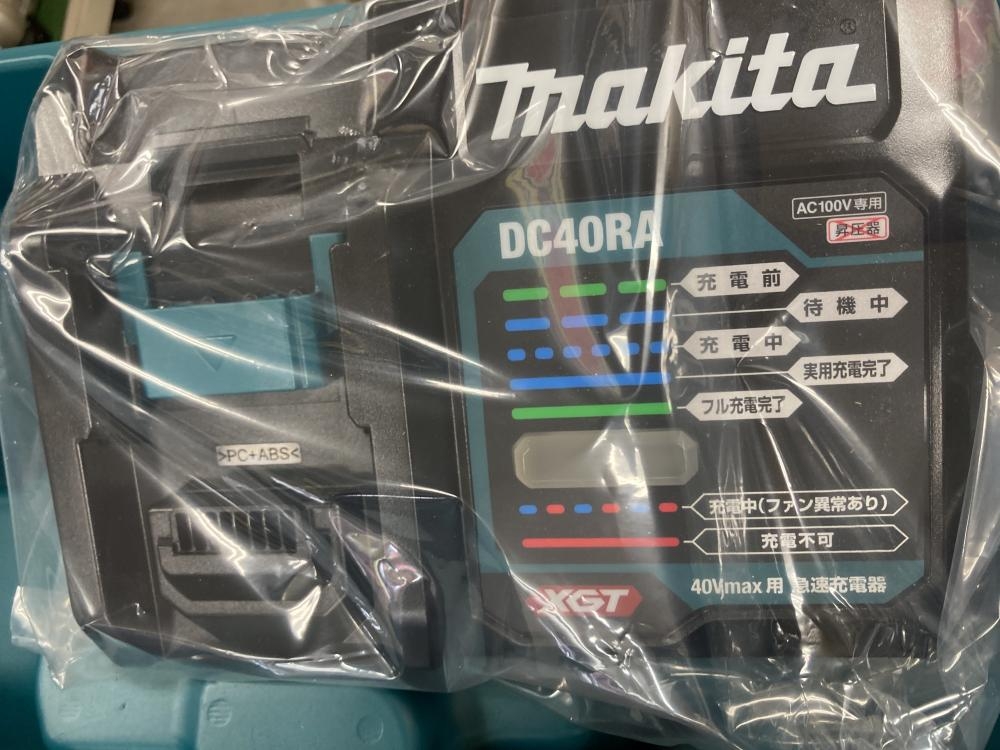 makita
DC40RA
AC100V専用
昇圧器
充電前
待機中
充電中
実用充電完了
フル充電完了
>PC+ABS<
充電中(ファン異常あり)
充電不可
XGT
40Vmax用 急速充電器